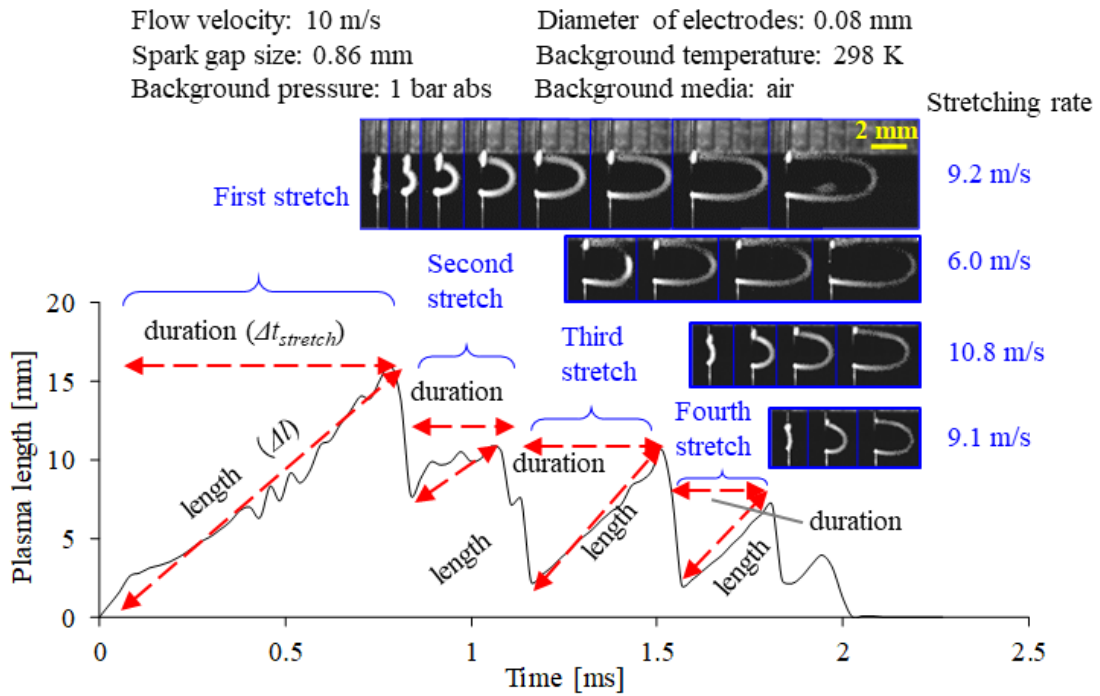 Flow velocity: 10 m/s
Diameter of electrodes: 0.08 mm
Spark gap size: 0.86 mm
Background temperature: 298 K
Background pressure: 1 bar abs
Background media: air
Stretching rate
2 mm
First stretch
9.2 m/s
Second
stretch
6.0 m/s
Third
stretch
10.8 m/s
Fourth
stretch
9.1 m/s
duration (Δt_stretch)
duration
duration
duration
length (Δl)
length
length
length
Plasma length [mm]
20
15
10
5
0
0
0.5
1
1.5
2
2.5
Time [ms]